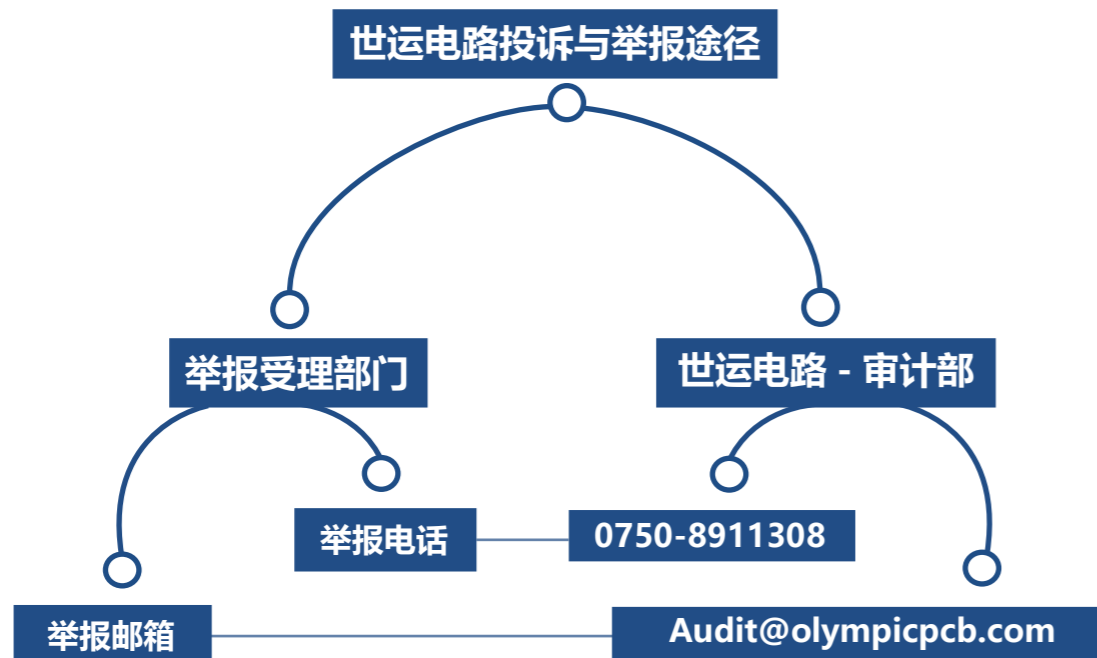 世运电路投诉与举报途径
举报受理部门
世运电路 - 审计部
举报电话
0750-8911308
举报邮箱
Audit@olympicpcb.com